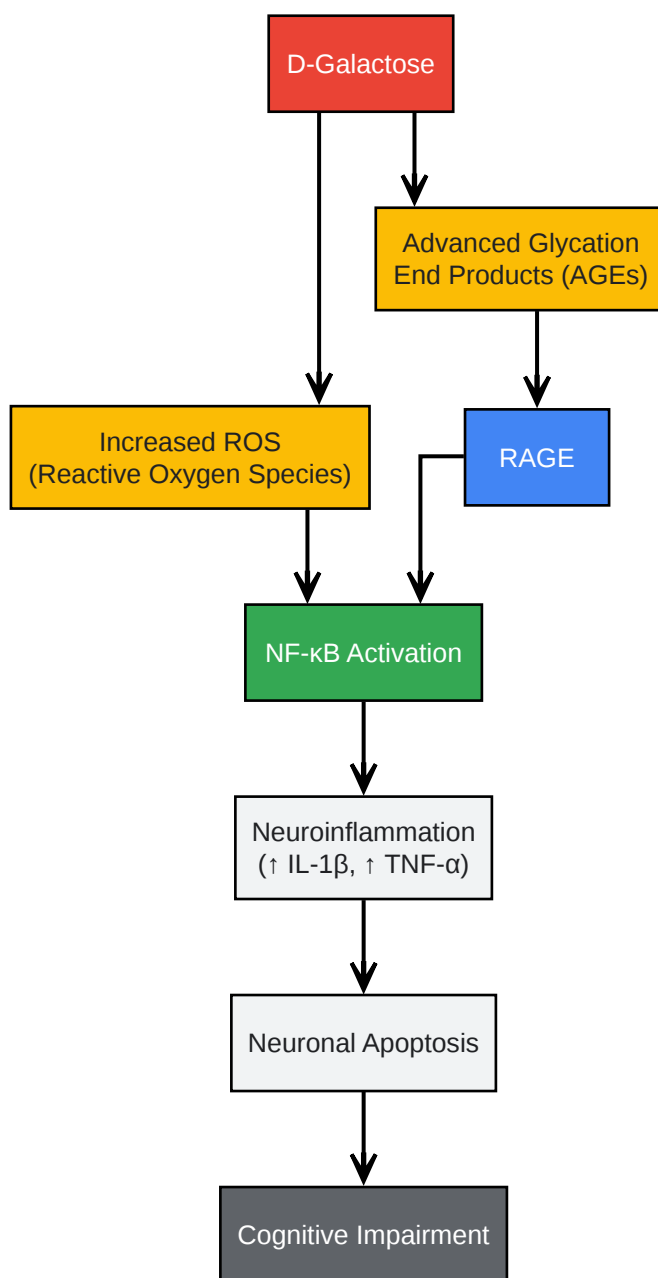 D-Galactose
Advanced Glycation
End Products (AGEs)
Increased ROS
(Reactive Oxygen Species)
RAGE
NF-κB Activation
Neuroinflammation
(↑ IL-1β, ↑ TNF-α)
Neuronal Apoptosis
Cognitive Impairment